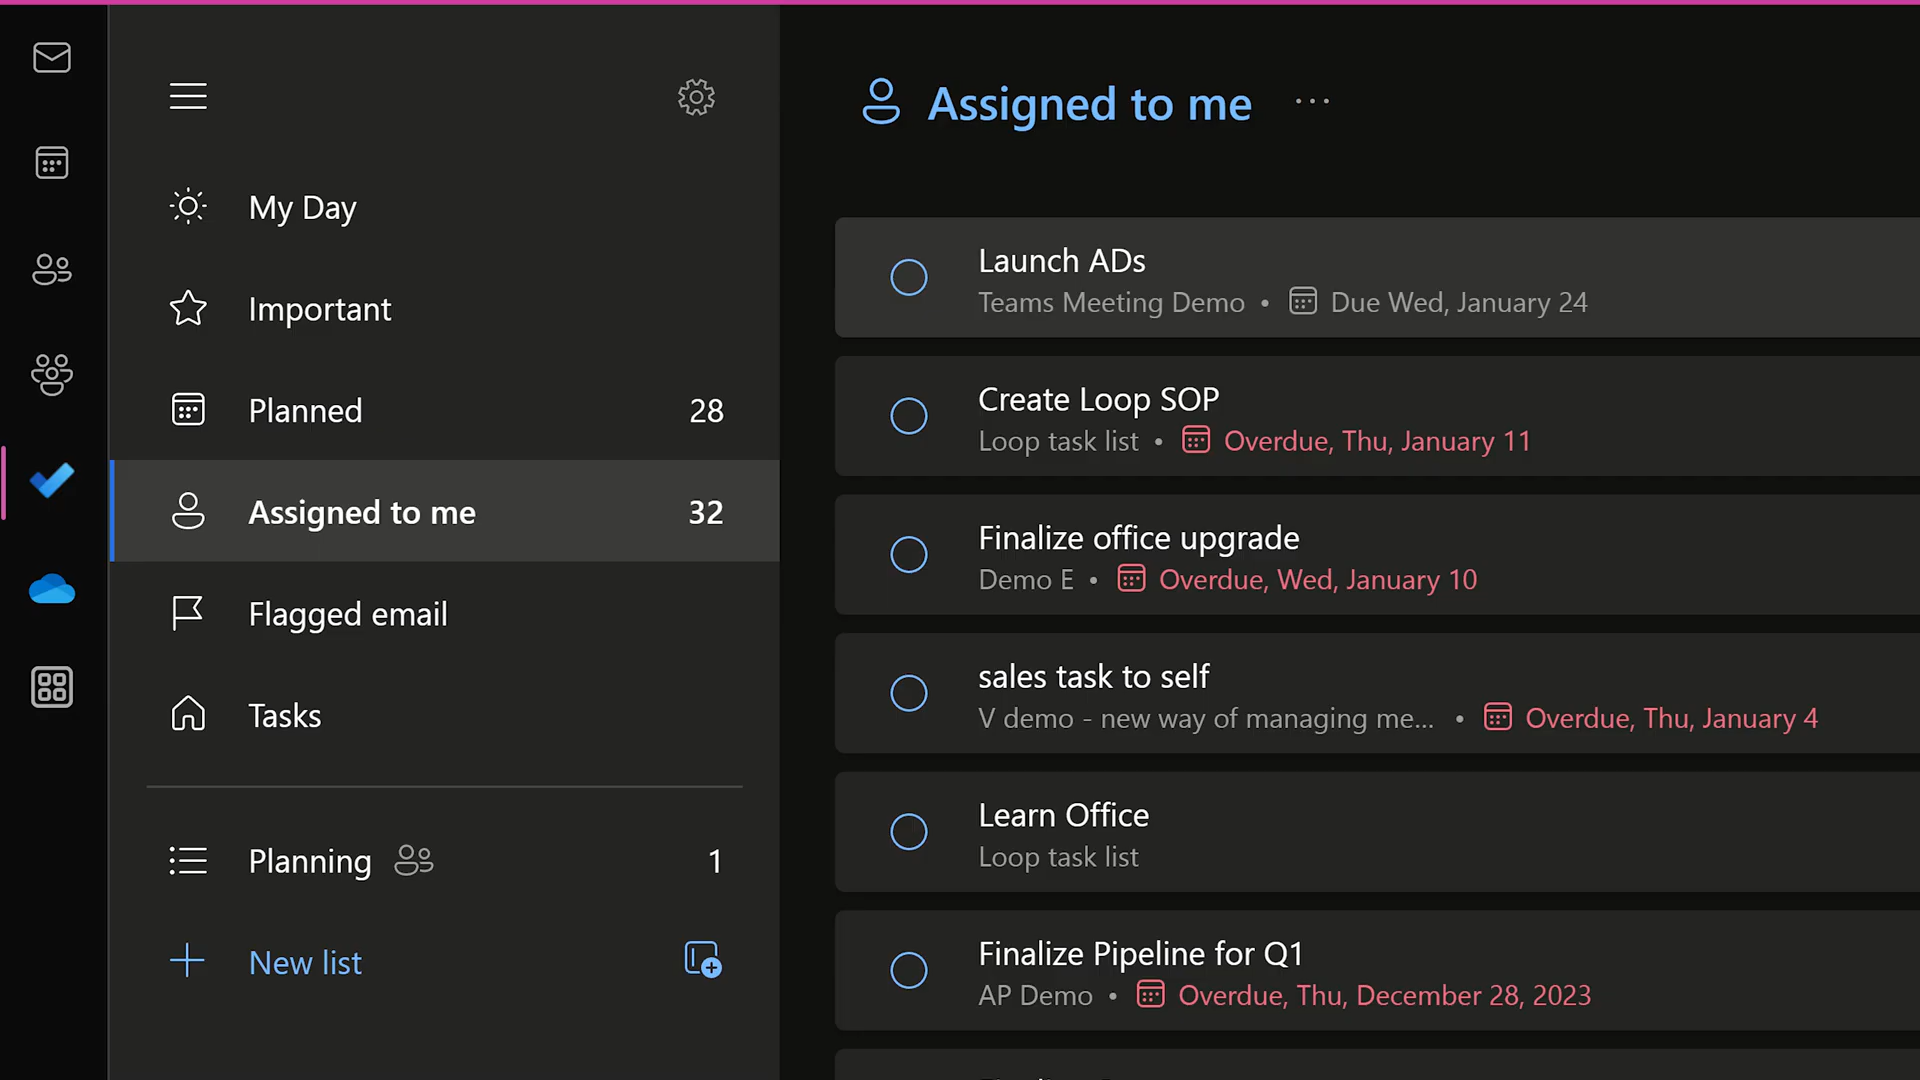 My Day
Important
Planned 28
Assigned to me 32
Flagged email
Tasks
Planning 1
New list
Assigned to me ...
Launch ADs
Teams Meeting Demo • Due Wed, January 24
Create Loop SOP
Loop task list • Overdue, Thu, January 11
Finalize office upgrade
Demo E • Overdue, Wed, January 10
sales task to self
V demo - new way of managing me... • Overdue, Thu, January 4
Learn Office
Loop task list
Finalize Pipeline for Q1
AP Demo • Overdue, Thu, December 28, 2023